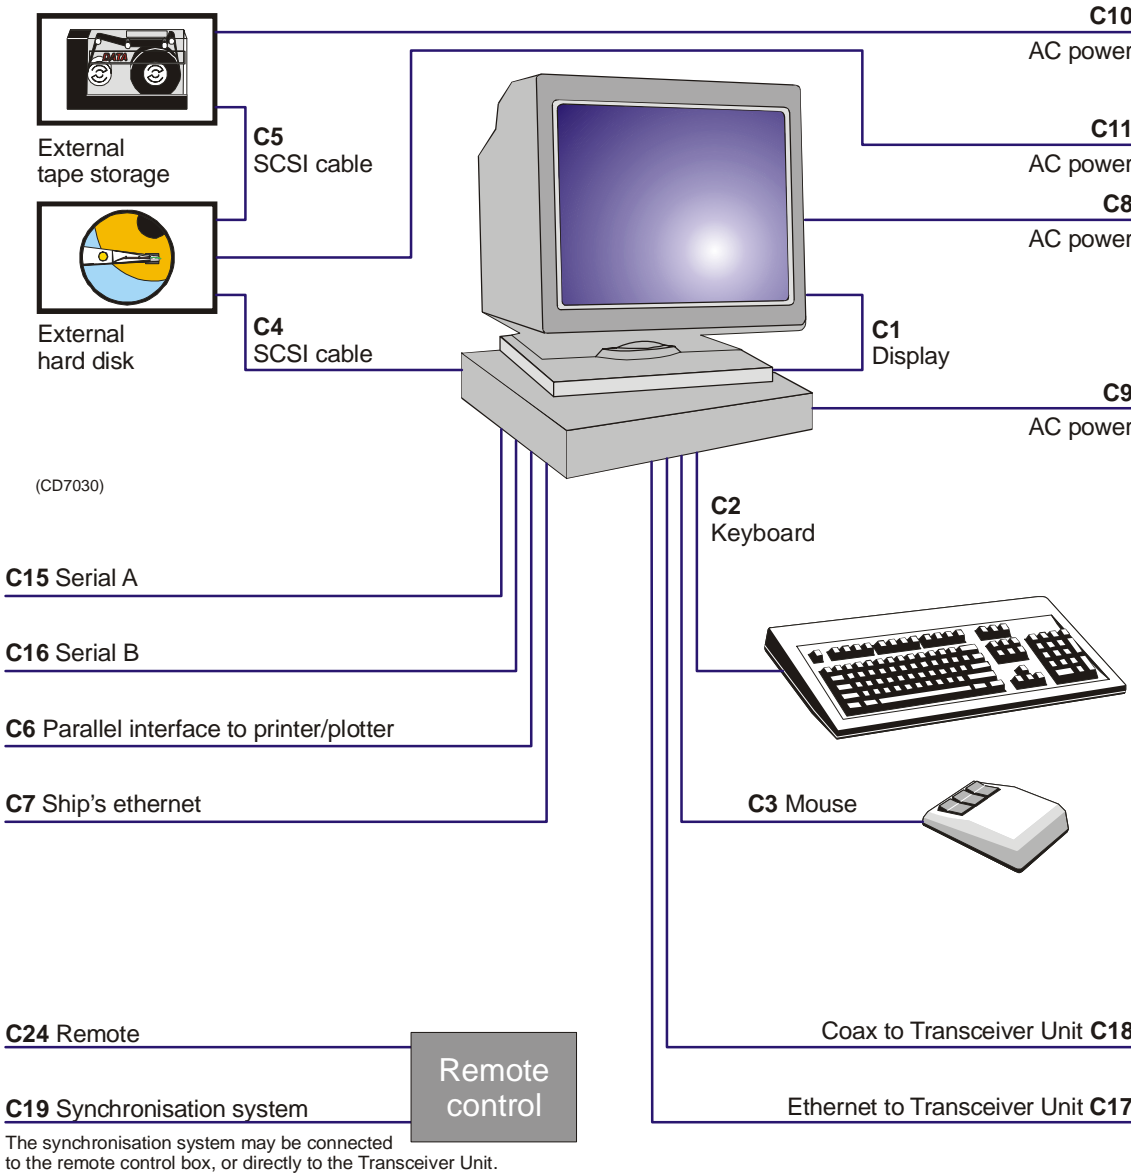 C10
AC power
DATA
External
tape storage
C5
SCSI cable
C11
AC power
C8
AC power
External
hard disk
C4
SCSI cable
C1
Display
C9
AC power
(CD7030)
C2
Keyboard
C15 Serial A
C16 Serial B
C6 Parallel interface to printer/plotter
C7 Ship's ethernet
C3 Mouse
C24 Remote
Remote
control
Coax to Transceiver Unit C18
C19 Synchronisation system
Ethernet to Transceiver Unit C17
The synchronisation system may be connected
to the remote control box, or directly to the Transceiver Unit.